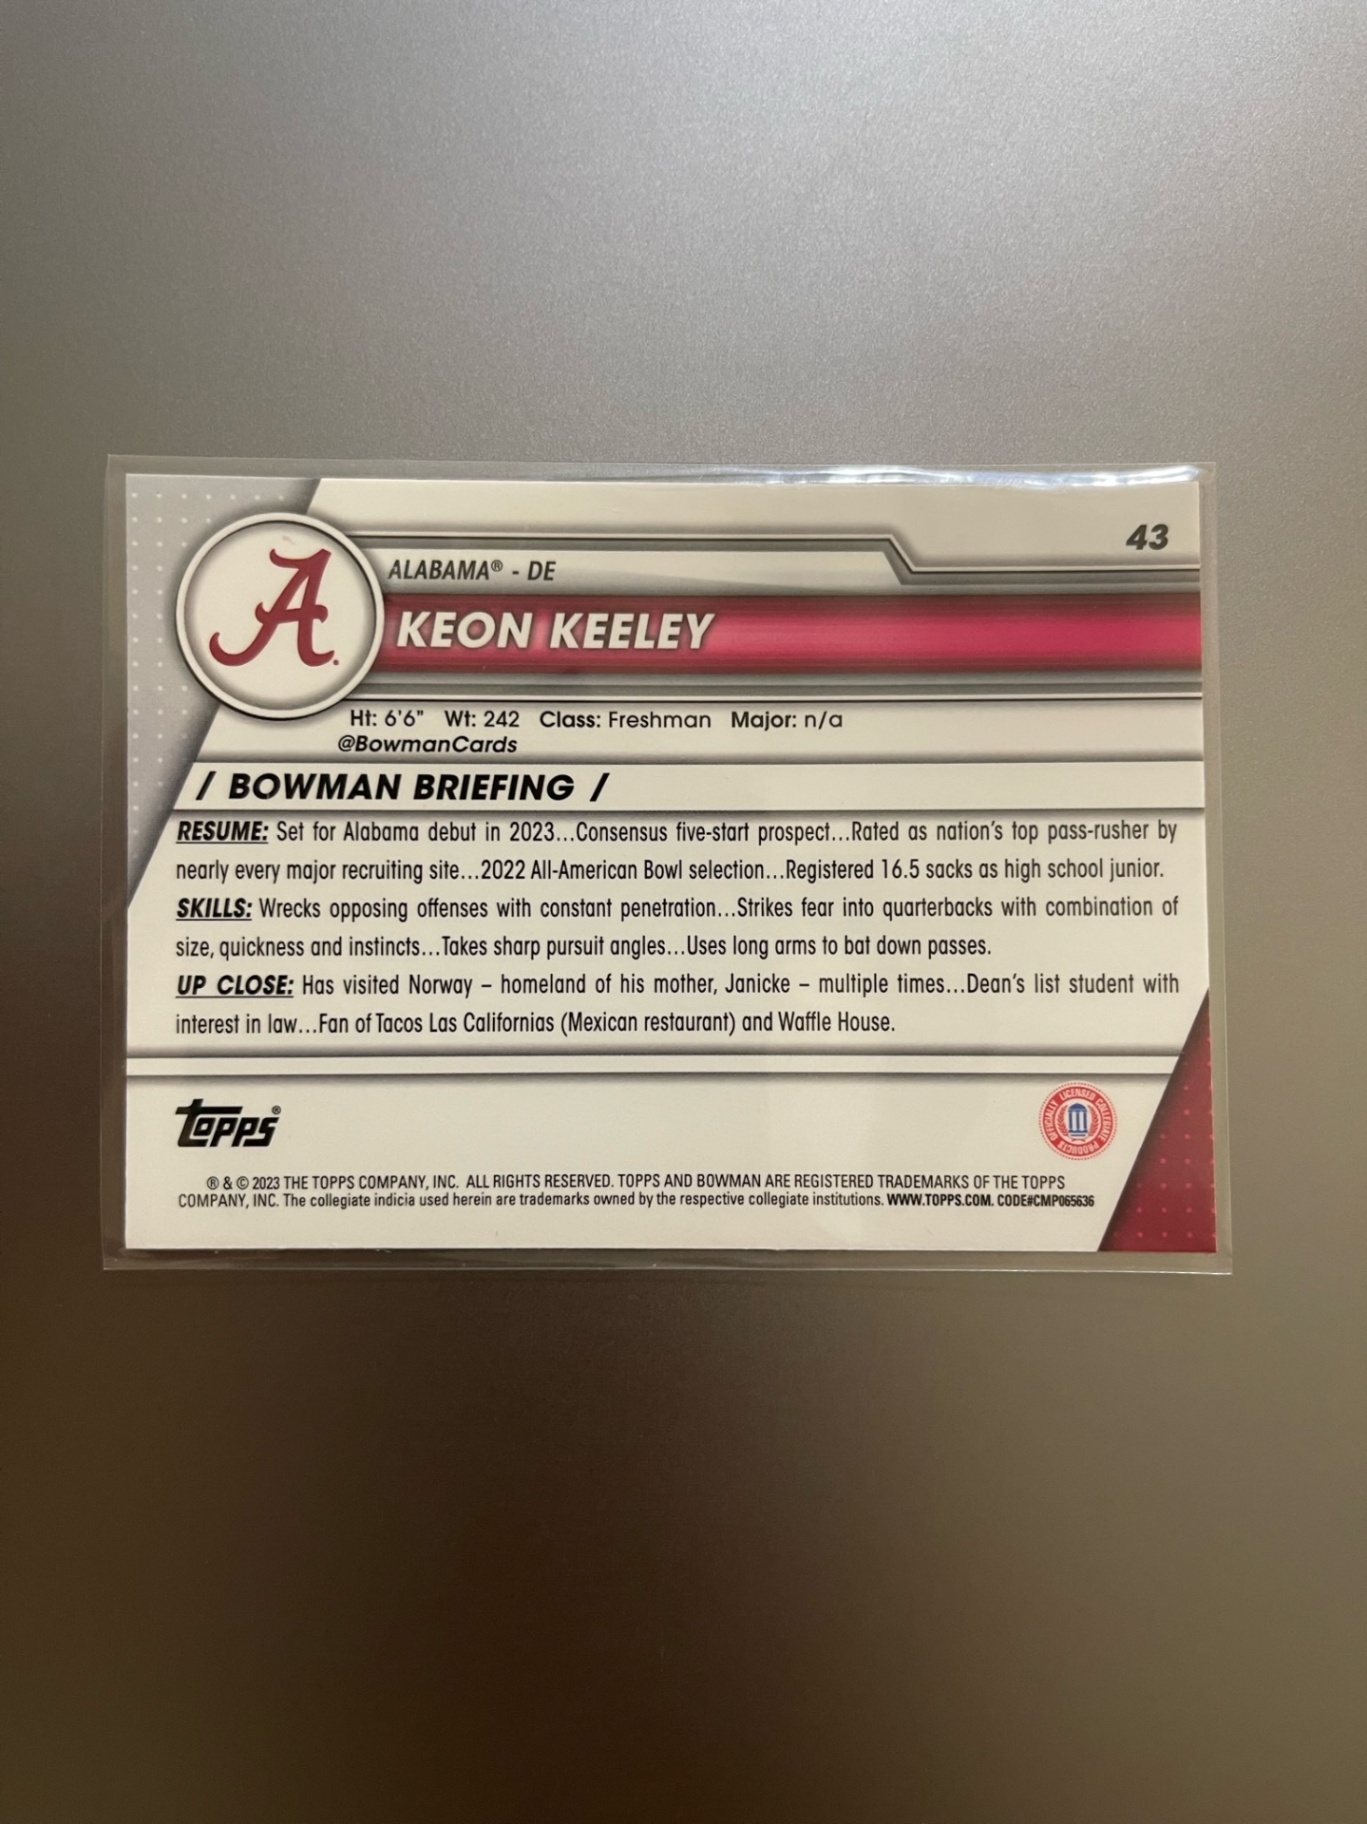 43
ALABAMA® - DE
KEON KEELEY
Ht: 6'6" Wt: 242 Class: Freshman Major: n/a
@BowmanCards
/ BOWMAN BRIEFING /
RESUME: Set for Alabama debut in 2023...Consensus five-start prospect...Rated as nation's top pass-rusher by
nearly every major recruiting site...2022 All-American Bowl selection...Registered 16.5 sacks as high school junior.
SKILLS: Wrecks opposing offenses with constant penetration...Strikes fear into quarterbacks with combination of
size, quickness and instincts...Takes sharp pursuit angles...Uses long arms to bat down passes.
UP CLOSE: Has visited Norway – homeland of his mother, Janicke – multiple times...Dean's list student with
interest in law...Fan of Tacos Las Californias (Mexican restaurant) and Waffle House.
topps®
OFFICIALLY LICENSED COLLEGIATE PRODUCTS
® & © 2023 THE TOPPS COMPANY, INC. ALL RIGHTS RESERVED. TOPPS AND BOWMAN ARE REGISTERED TRADEMARKS OF THE TOPPS
COMPANY, INC. The collegiate indicia used herein are trademarks owned by the respective collegiate institutions. WWW.TOPPS.COM. CODE#CMP065636